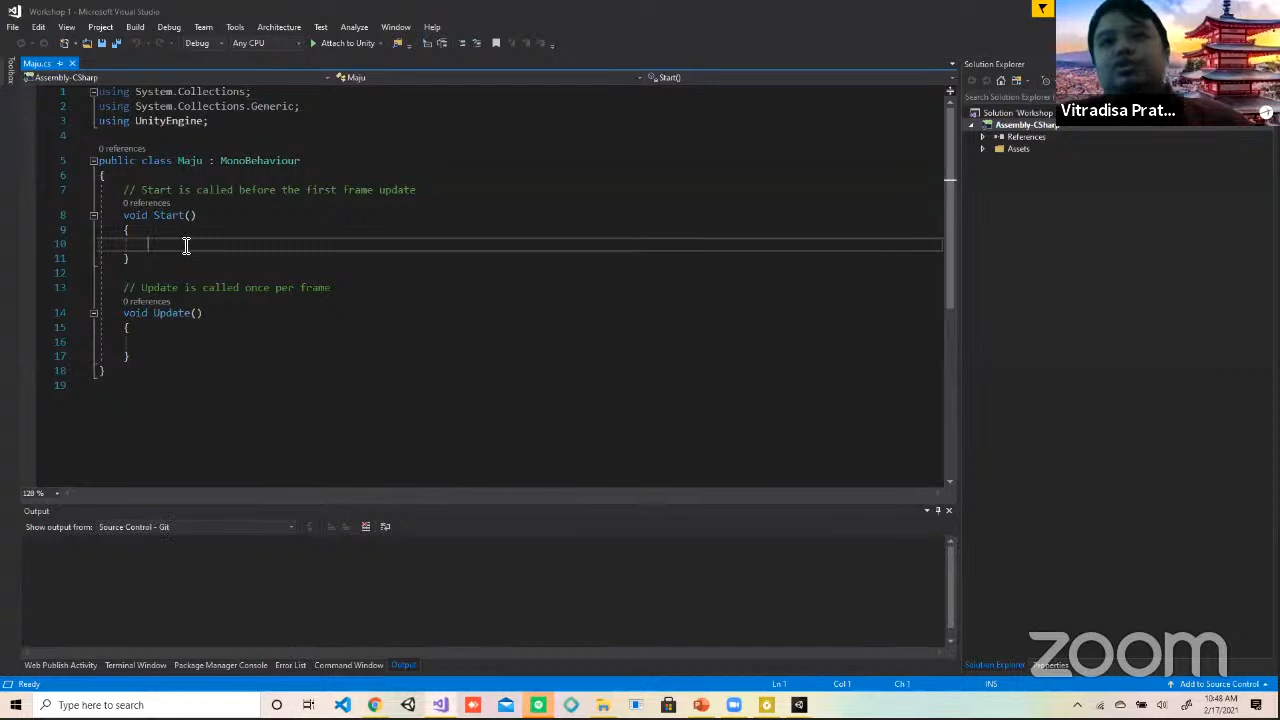 Workshop 1 - Microsoft Visual Studio
File Edit View Project Build Debug Test Analyze Tools Extensions Window Help
Debug Any CPU Attach
Maju.cs
Assembly-CSharp Maju Start()
1 using System.Collections;
2 using System.Collections.Generic;
3 using UnityEngine;
4
0 references
5 public class Maju : MonoBehaviour
6 {
7 // Start is called before the first frame update
0 references
8 void Start()
9 {
10
11 }
12
13 // Update is called once per frame
0 references
14 void Update()
15 {
16
17 }
18 }
19
128 %
Output
Show output from: Source Control - Git
Web Publish Activity Terminal Window Package Manager Console Error List Command Window Output
Solution Explorer
Search Solution Explorer
Solution 'Workshop
Assembly-CSharp
References
Assets
Vitradisa Prat...
zoom
Solution Explorer Properties
Ready Ln 1 Col 1 Ch 1 INS Add to Source Control
Type here to search
10:48 AM
2/17/2021